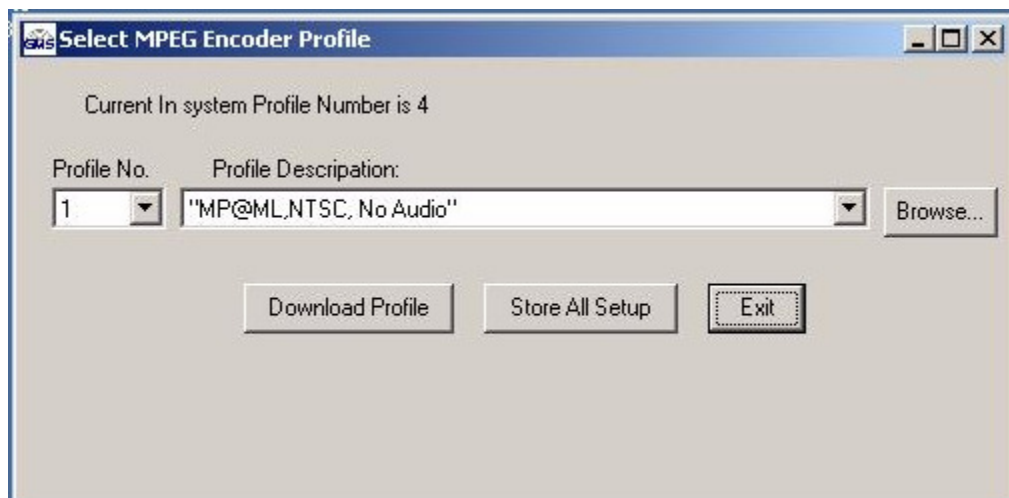 GMS Select MPEG Encoder Profile
Current In system Profile Number is 4
Profile No. Profile Descripation:
1 "MP@ML,NTSC, No Audio" Browse...
Download Profile Store All Setup Exit